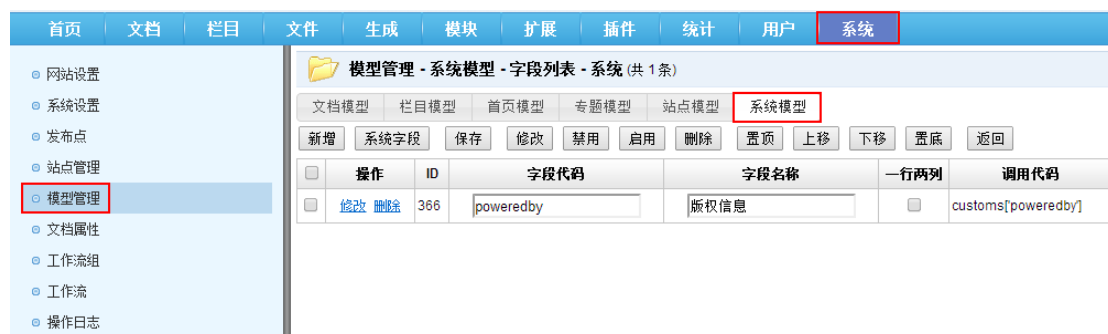 首页 文档 栏目 文件 生成 模块 扩展 插件 统计 用户 系统
网站设置
系统设置
发布点
站点管理
模型管理
文档属性
工作流组
工作流
操作日志
模型管理 - 系统模型 - 字段列表 - 系统 (共 1条)
文档模型 栏目模型 首页模型 专题模型 站点模型 系统模型
新增 系统字段 保存 修改 禁用 启用 删除 置顶 上移 下移 置底 返回
操作 ID 字段代码 字段名称 一行两列 调用代码
修改 删除 366 poweredby 版权信息 customs['poweredby']